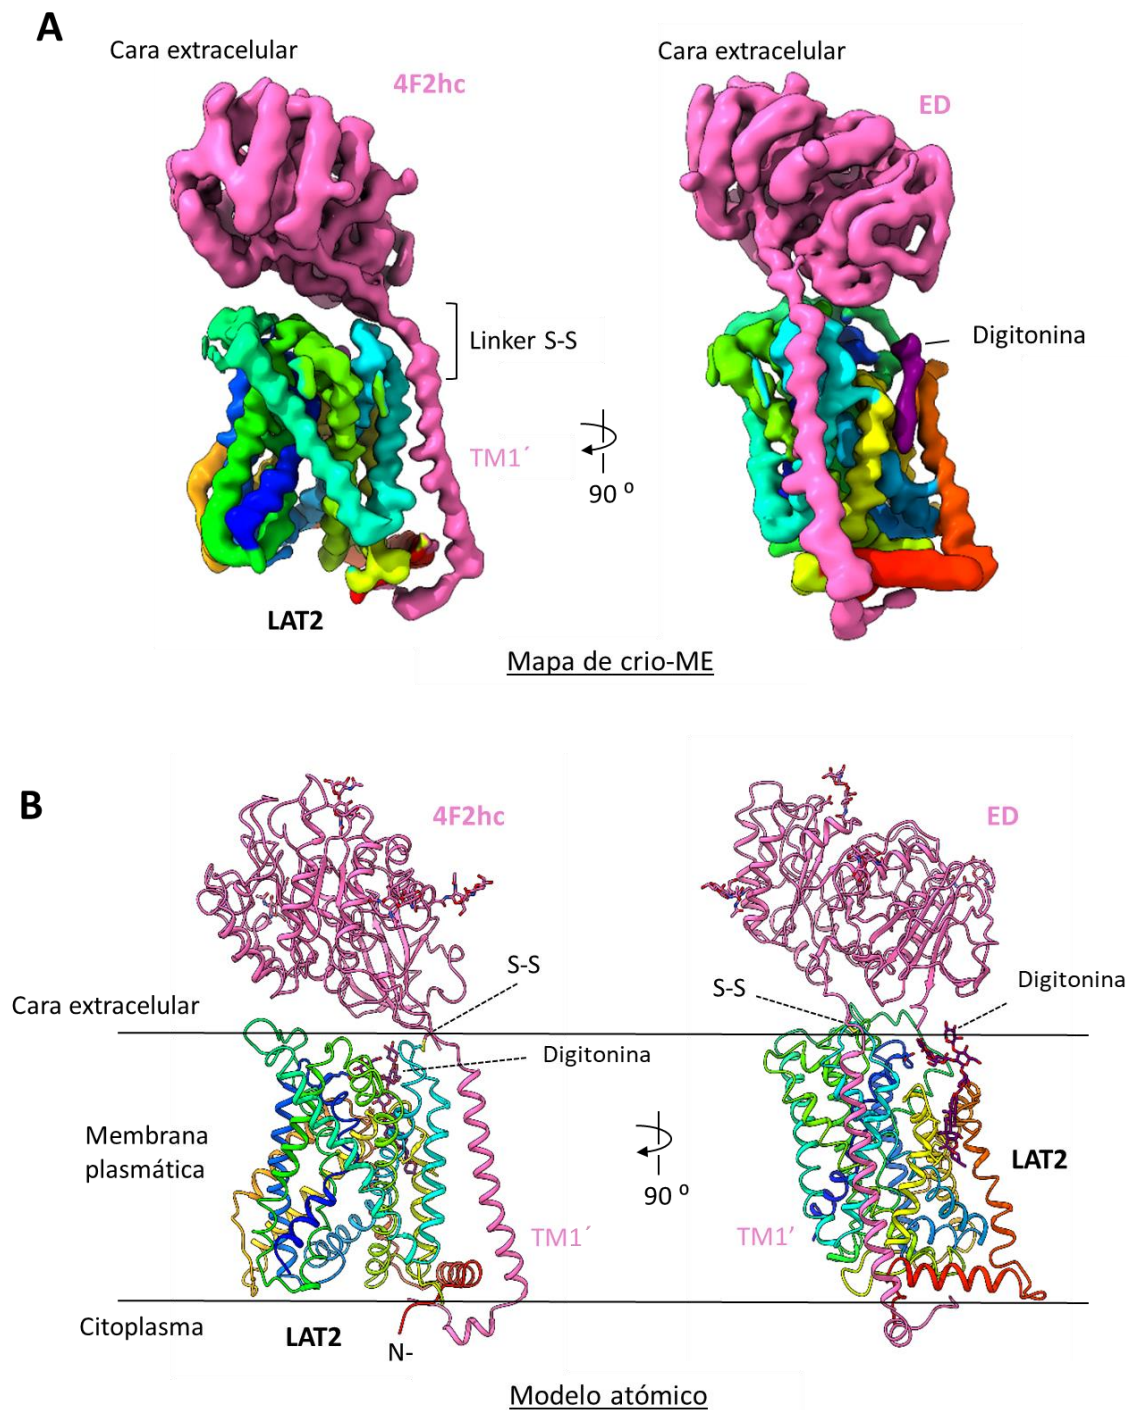 A
Cara extracelular
4F2hc
Linker S-S
TM1´
LAT2
90 º
Cara extracelular
ED
Digitonina
Mapa de crio-ME
B
4F2hc
S-S
Cara extracelular
Digitonina
Membrana
plasmática
TM1´
Citoplasma
LAT2
N-
90 º
ED
Digitonina
S-S
LAT2
TM1’
Modelo atómico